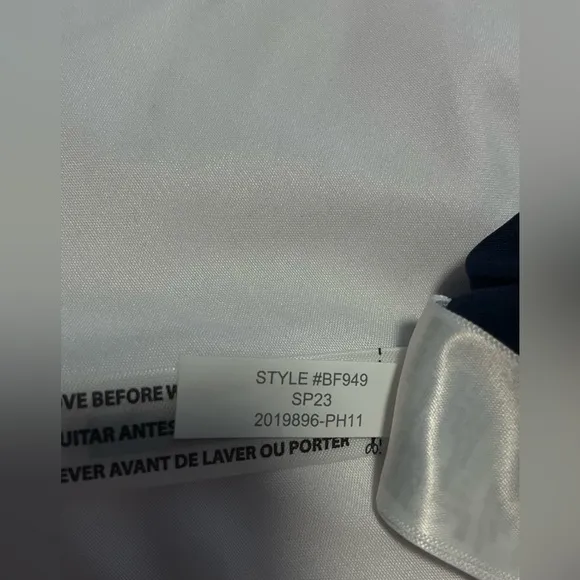 STYLE #BF949
SP23
2019896-PH11
VE BEFORE W
UITAR ANTES
EVER AVANT DE LAVER OU PORTER